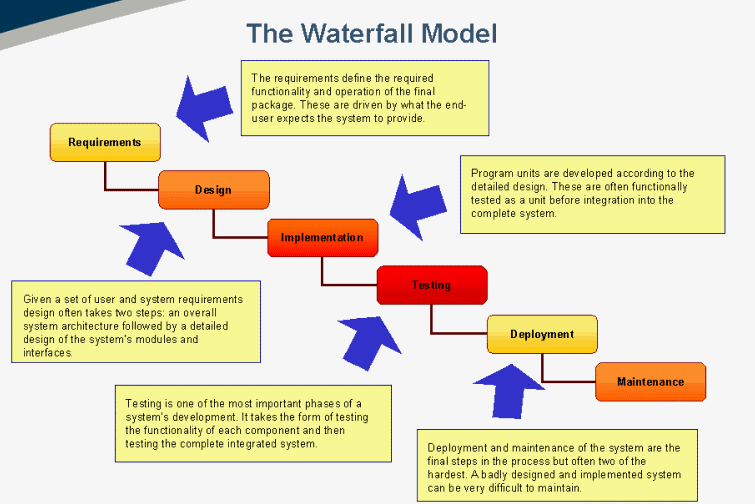 The Waterfall Model
The requirements define the required
functionality and operation of the final
package. These are driven by what the end-
user expects the system to provide.
Requirements
Program units are developed according to the
detailed design. These are often functionally
tested as a unit before integration into the
complete system.
Design
Implementation
Testing
Given a set of user and system requirements
design often takes two steps: an overall
system architecture followed by a detailed
design of the system's modules and
interfaces.
Deployment
Maintenance
Testing is one of the most important phases of a
system's development. It takes the form of testing
the functionality of each component and then
testing the complete integrated system.
Deployment and maintenance of the system are the
final steps in the process but often two of the
hardest. A badly designed and implemented system
can be very difficult to maintain.